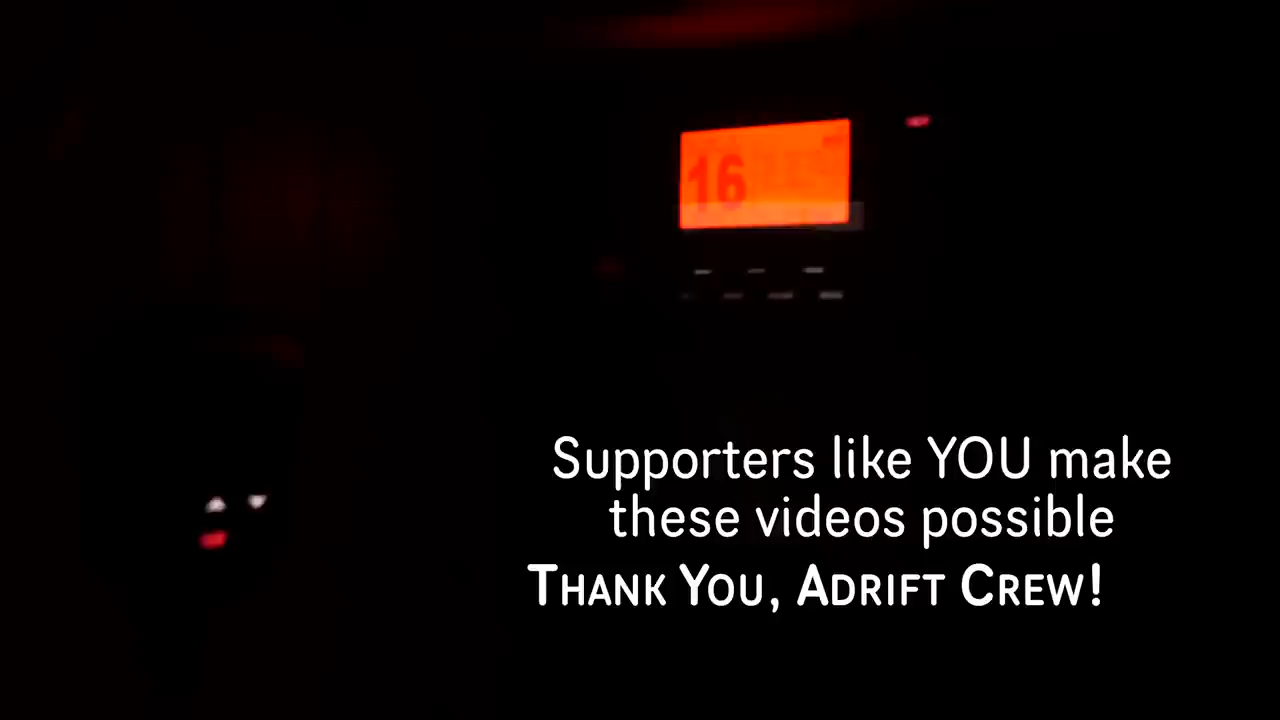 16
Supporters like YOU make
these videos possible
THANK YOU, ADRIFT CREW!